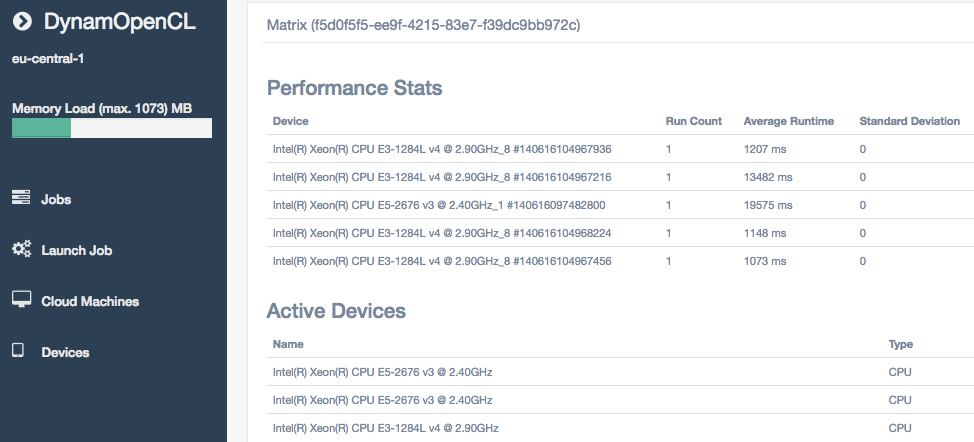 DynamOpenCL
eu-central-1
Memory Load (max. 1073) MB
Jobs
Launch Job
Cloud Machines
Devices
Matrix (f5d0f5f5-ee9f-4215-83e7-f39dc9bb972c)
Performance Stats
Device Run Count Average Runtime Standard Deviation
Intel(R) Xeon(R) CPU E3-1284L v4 @ 2.90GHz_8 #140616104967936 1 1207 ms 0
Intel(R) Xeon(R) CPU E3-1284L v4 @ 2.90GHz_8 #140616104967216 1 13482 ms 0
Intel(R) Xeon(R) CPU E5-2676 v3 @ 2.40GHz_1 #140616097482800 1 19575 ms 0
Intel(R) Xeon(R) CPU E3-1284L v4 @ 2.90GHz_8 #140616104968224 1 1148 ms 0
Intel(R) Xeon(R) CPU E3-1284L v4 @ 2.90GHz_8 #140616104967456 1 1073 ms 0
Active Devices
Name Type
Intel(R) Xeon(R) CPU E5-2676 v3 @ 2.40GHz CPU
Intel(R) Xeon(R) CPU E5-2676 v3 @ 2.40GHz CPU
Intel(R) Xeon(R) CPU E3-1284L v4 @ 2.90GHz CPU